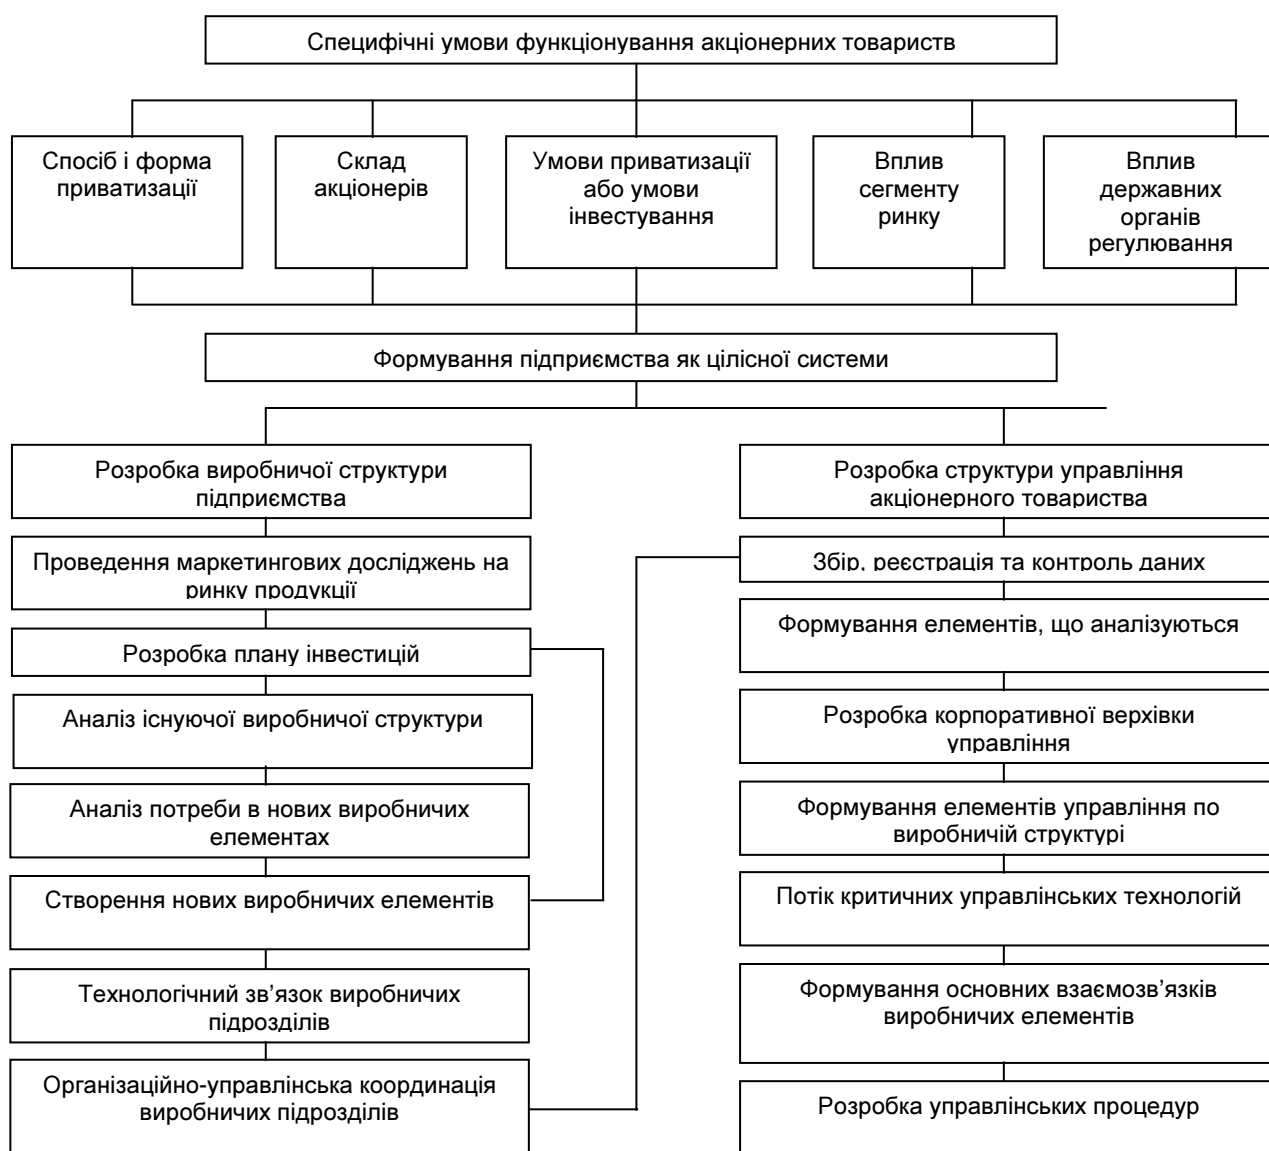 Специфічні умови функціонування акціонерних товариств
Спосіб і форма
приватизації
Склад
акціонерів
Умови приватизації
або умови
інвестування
Вплив
сегменту
ринку
Вплив
державних
органів
регулювання
Формування підприємства як цілісної системи
Розробка виробничої структури
підприємства
Проведення маркетингових досліджень на
ринку продукції
Розробка плану інвестицій
Аналіз існуючої виробничої структури
Аналіз потреби в нових виробничих
елементах
Створення нових виробничих елементів
Технологічний зв’язок виробничих
підрозділів
Організаційно-управлінська координація
виробничих підрозділів
Розробка структури управління
акціонерного товариства
Збір, реєстрація та контроль даних
Формування елементів, що аналізуються
Розробка корпоративної верхівки
управління
Формування елементів управління по
виробничій структурі
Потік критичних управлінських технологій
Формування основних взаємозв’язків
виробничих елементів
Розробка управлінських процедур